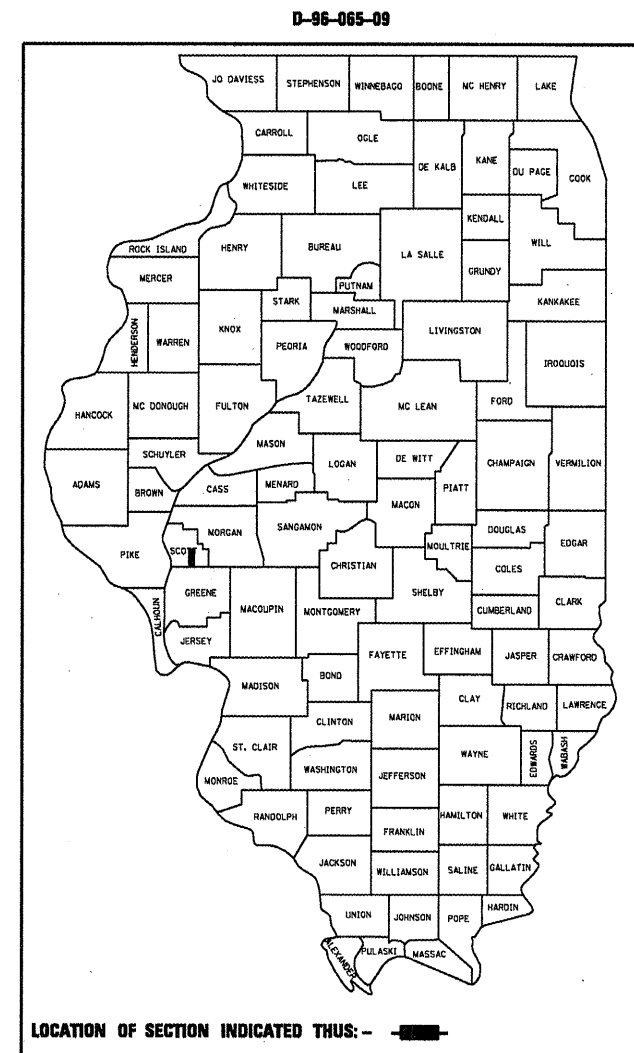 D-96-065-09
JO DAVIESS STEPHENSON WINNEBAGO BOONE MC HENRY LAKE
CARROLL OGLE
DE KALB KANE DU PAGE COOK
WHITESIDE LEE
KENDALL
ROCK ISLAND HENRY BUREAU LA SALLE GRUNDY WILL
MERCER PUTNAM
STARK MARSHALL KANKAKEE
HENDERSON WARREN KNOX PEORIA WOODFORD LIVINGSTON IROQUOIS
HANCOCK MC DONOUGH FULTON TAZEWELL MC LEAN FORD
SCHUYLER MASON LOGAN DE WITT CHAMPAIGN VERMILION
ADAMS BROWN CASS MENARD PIATT
MACON
PIKE MORGAN SANGAMON DOUGLAS EDGAR
SCOTT CHRISTIAN MOULTRIE COLES
CALHOUN GREENE MACOUPIN MONTGOMERY SHELBY CUMBERLAND CLARK
JERSEY
FAYETTE EFFINGHAM JASPER CRAWFORD
MADISON BOND
CLAY RICHLAND LAWRENCE
CLINTON MARION
ST. CLAIR WAYNE EDWARDS WABASH
WASHINGTON JEFFERSON
MONROE
RANDOLPH PERRY HAMILTON WHITE
FRANKLIN
JACKSON WILLIAMSON SALINE GALLATIN
UNION JOHNSON POPE HARDIN
ALEXANDER PULASKI MASSAC
LOCATION OF SECTION INDICATED THUS:-